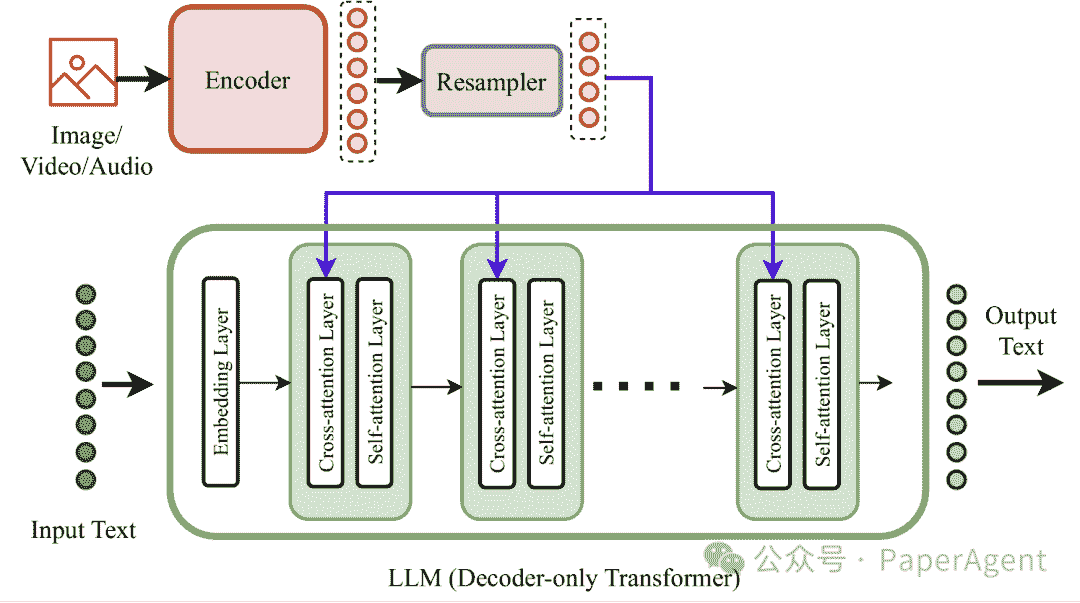 Encoder
Resampler
Image/
Video/Audio
Embedding Layer
Cross-attention Layer
Self-attention Layer
Cross-attention Layer
Self-attention Layer
Cross-attention Layer
Self-attention Layer
Output
Text
Input Text
LLM (Decoder-only Transformer)
公众号 · PaperAgent